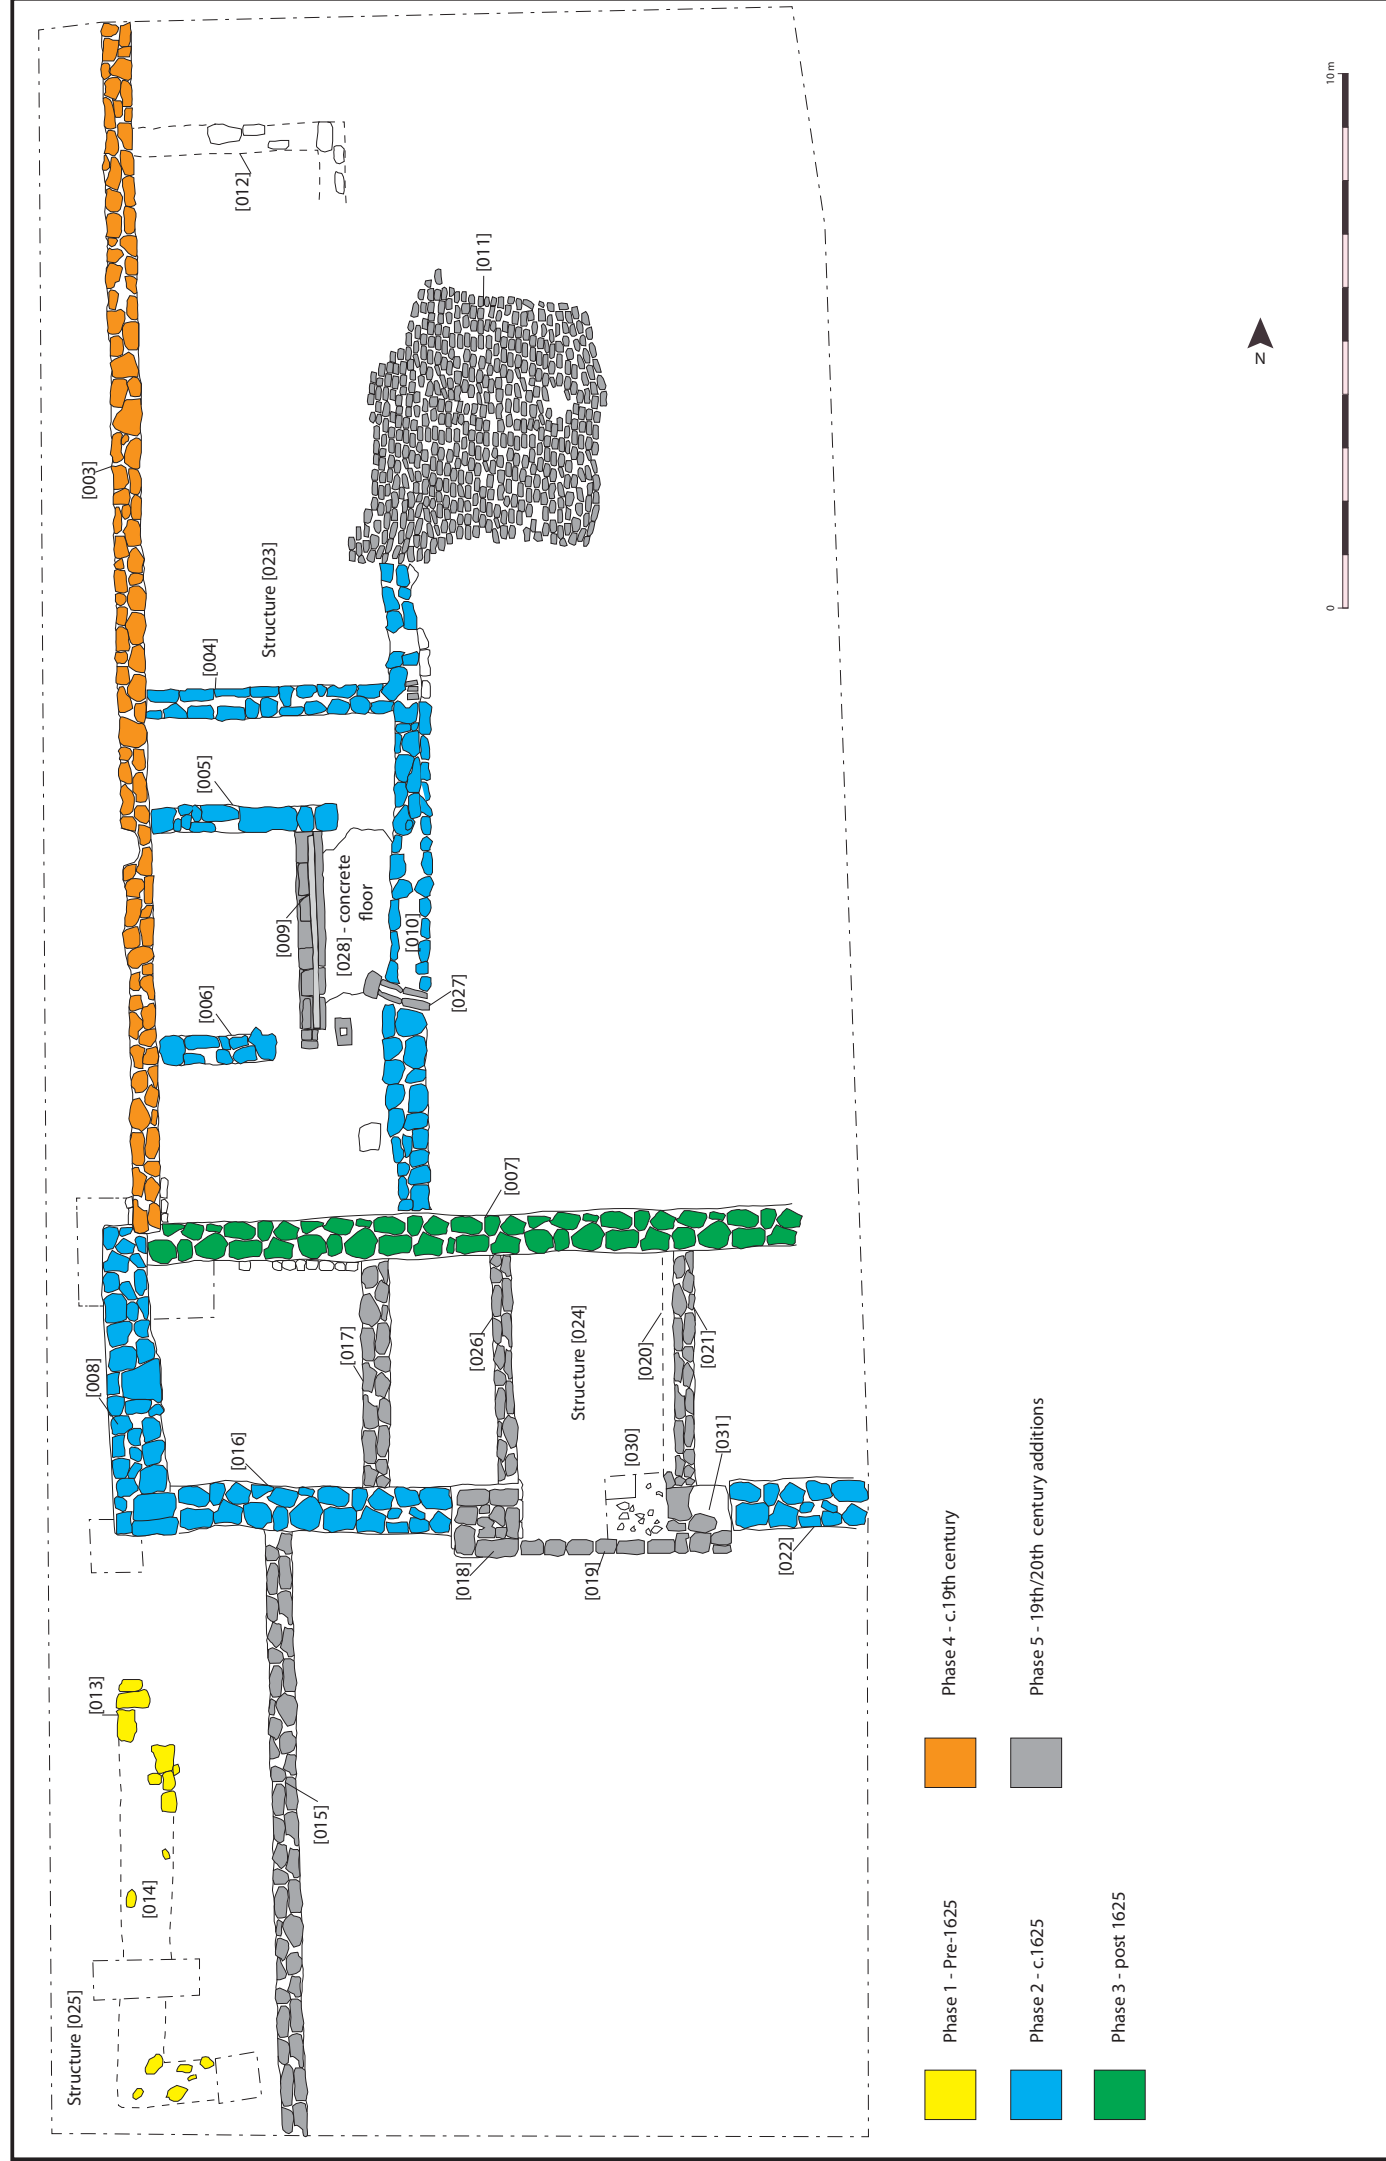 [003]
[012]
[011]
Structure [023]
[004]
[005]
[009]
[028] - concrete
floor
[010]
[006]
[027]
[007]
[008]
[017]
[026]
Structure [024]
[020]
[021]
[016]
[030]
[031]
[018]
[019]
[022]
[013]
[015]
[014]
Structure [025]
Phase 1 - Pre-1625
Phase 2 - c.1625
Phase 3 - post 1625
Phase 4 - c.19th century
Phase 5 - 19th/20th century additions
N
0
10 m